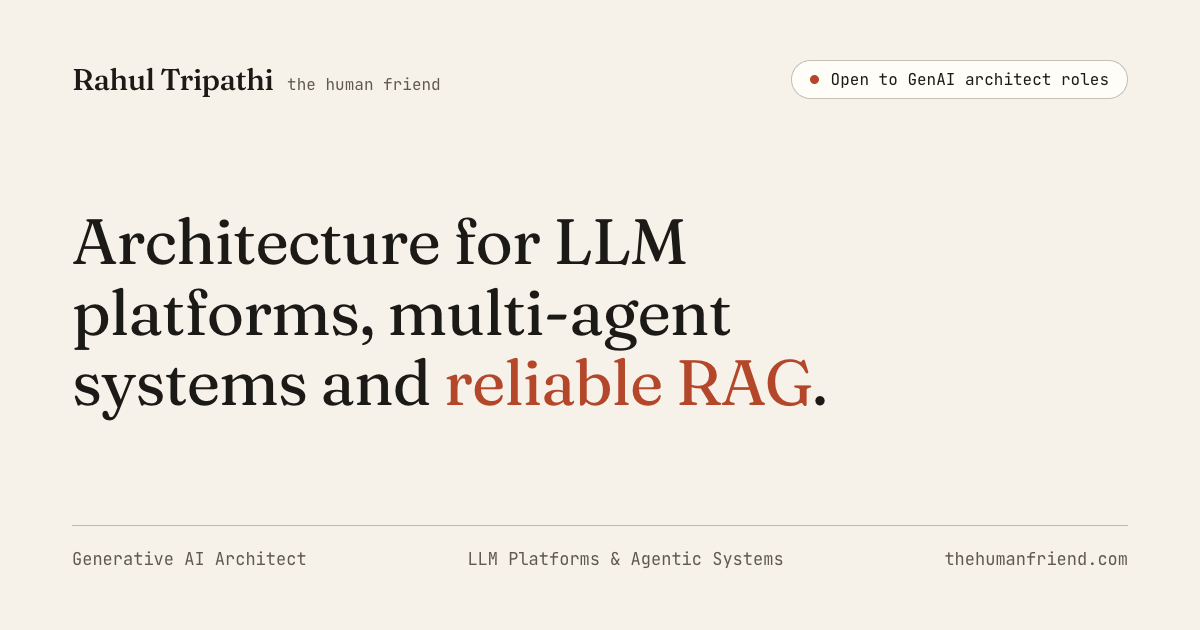 Rahul Tripathi the human friend
Open to GenAI architect roles
Architecture for LLM
platforms, multi-agent
systems and reliable RAG.
Generative AI Architect
LLM Platforms & Agentic Systems
thehumanfriend.com